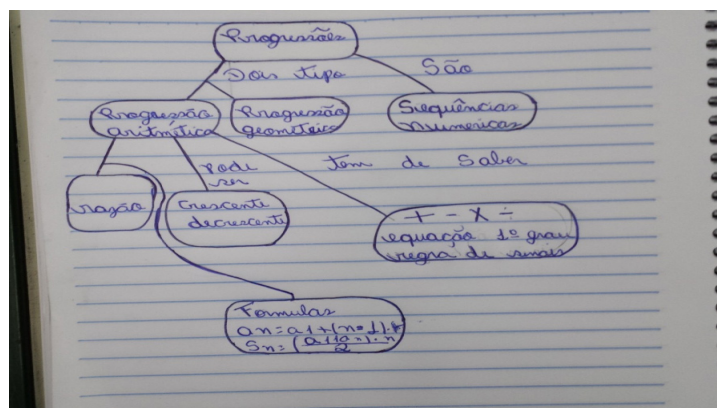 Progressões
Dois tipo
São
Progressão
aritmética
Progressão
geometrica
Sequências
numericas
pode
ser
tem de saber
razão
Crescente
decrescente
+ - x ÷
equação 1º grau
regra de sinais
Formulas
an = a1 + (n - 1) . r
Sn = (a1+an) . n
2